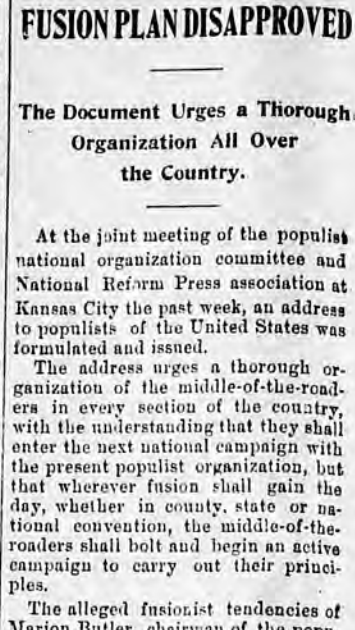 FUSION PLAN DISAPPROVED
The Document Urges a Thorough
Organization All Over
the Country.
At the joint meeting of the populist
national organization committee and
National Reform Press association at
Kansas City the past week, an address
to populists of the United States was
formulated and issued.
The address urges a thorough or-
ganization of the middle-of-the-road-
ers in every section of the country,
with the understanding that they shall
enter the next national campaign with
the present populist organization, but
that wherever fusion shall gain the
day, whether in county, state or na-
tional convention, the middle-of-the-
roaders shall bolt and begin an active
campaign to carry out their princi-
ples.
The alleged fusionist tendencies of
Marion Butler, chairman of the